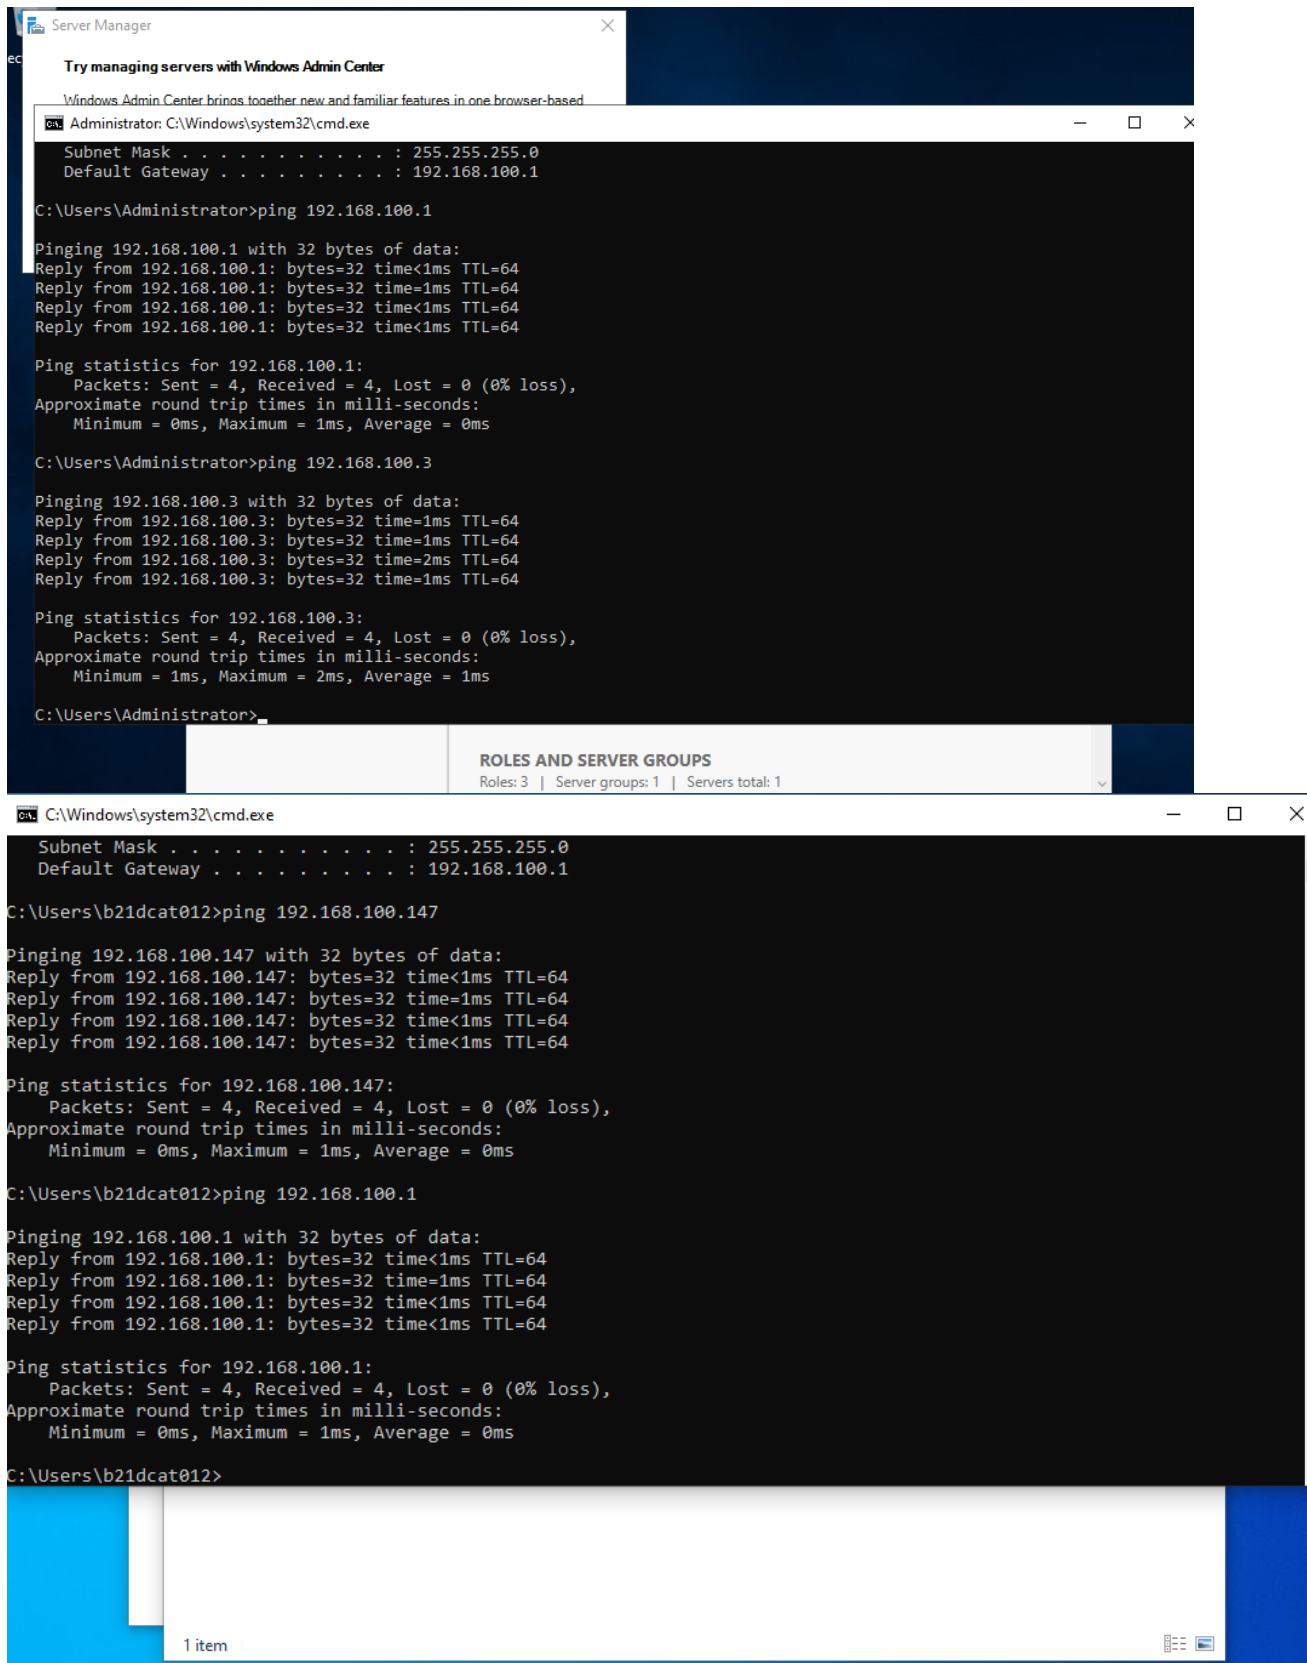 Server Manager
Try managing servers with Windows Admin Center
Windows Admin Center brings together new and familiar features in one browser-based
Administrator: C:\Windows\system32\cmd.exe
Subnet Mask . . . . . . . . . . . : 255.255.255.0
Default Gateway . . . . . . . . . : 192.168.100.1
C:\Users\Administrator>ping 192.168.100.1
Pinging 192.168.100.1 with 32 bytes of data:
Reply from 192.168.100.1: bytes=32 time<1ms TTL=64
Reply from 192.168.100.1: bytes=32 time=1ms TTL=64
Reply from 192.168.100.1: bytes=32 time<1ms TTL=64
Reply from 192.168.100.1: bytes=32 time<1ms TTL=64
Ping statistics for 192.168.100.1:
Packets: Sent = 4, Received = 4, Lost = 0 (0% loss),
Approximate round trip times in milli-seconds:
Minimum = 0ms, Maximum = 1ms, Average = 0ms
C:\Users\Administrator>ping 192.168.100.3
Pinging 192.168.100.3 with 32 bytes of data:
Reply from 192.168.100.3: bytes=32 time=1ms TTL=64
Reply from 192.168.100.3: bytes=32 time=1ms TTL=64
Reply from 192.168.100.3: bytes=32 time=2ms TTL=64
Reply from 192.168.100.3: bytes=32 time=1ms TTL=64
Ping statistics for 192.168.100.3:
Packets: Sent = 4, Received = 4, Lost = 0 (0% loss),
Approximate round trip times in milli-seconds:
Minimum = 1ms, Maximum = 2ms, Average = 1ms
C:\Users\Administrator>
ROLES AND SERVER GROUPS
Roles: 3 | Server groups: 1 | Servers total: 1
C:\Windows\system32\cmd.exe
Subnet Mask . . . . . . . . . . . : 255.255.255.0
Default Gateway . . . . . . . . . : 192.168.100.1
C:\Users\b21dcat012>ping 192.168.100.147
Pinging 192.168.100.147 with 32 bytes of data:
Reply from 192.168.100.147: bytes=32 time<1ms TTL=64
Reply from 192.168.100.147: bytes=32 time=1ms TTL=64
Reply from 192.168.100.147: bytes=32 time<1ms TTL=64
Reply from 192.168.100.147: bytes=32 time<1ms TTL=64
Ping statistics for 192.168.100.147:
Packets: Sent = 4, Received = 4, Lost = 0 (0% loss),
Approximate round trip times in milli-seconds:
Minimum = 0ms, Maximum = 1ms, Average = 0ms
C:\Users\b21dcat012>ping 192.168.100.1
Pinging 192.168.100.1 with 32 bytes of data:
Reply from 192.168.100.1: bytes=32 time<1ms TTL=64
Reply from 192.168.100.1: bytes=32 time=1ms TTL=64
Reply from 192.168.100.1: bytes=32 time<1ms TTL=64
Reply from 192.168.100.1: bytes=32 time<1ms TTL=64
Ping statistics for 192.168.100.1:
Packets: Sent = 4, Received = 4, Lost = 0 (0% loss),
Approximate round trip times in milli-seconds:
Minimum = 0ms, Maximum = 1ms, Average = 0ms
C:\Users\b21dcat012>
1 item